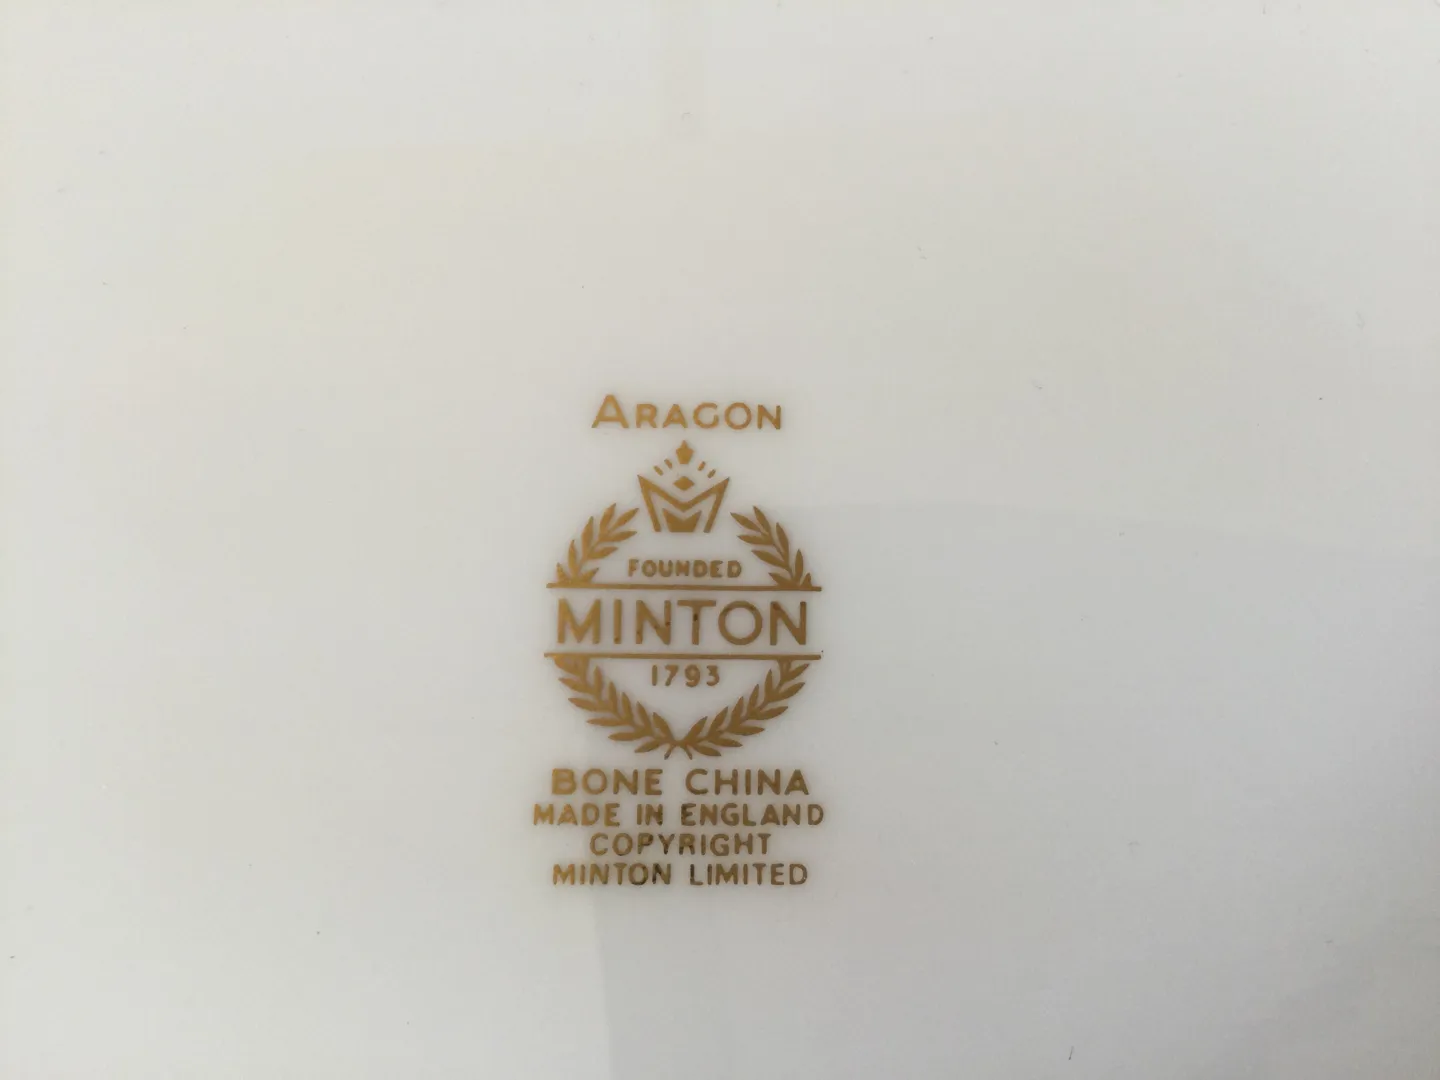 ARAGON
FOUNDED
MINTON
1793
BONE CHINA
MADE IN ENGLAND
COPYRIGHT
MINTON LIMITED